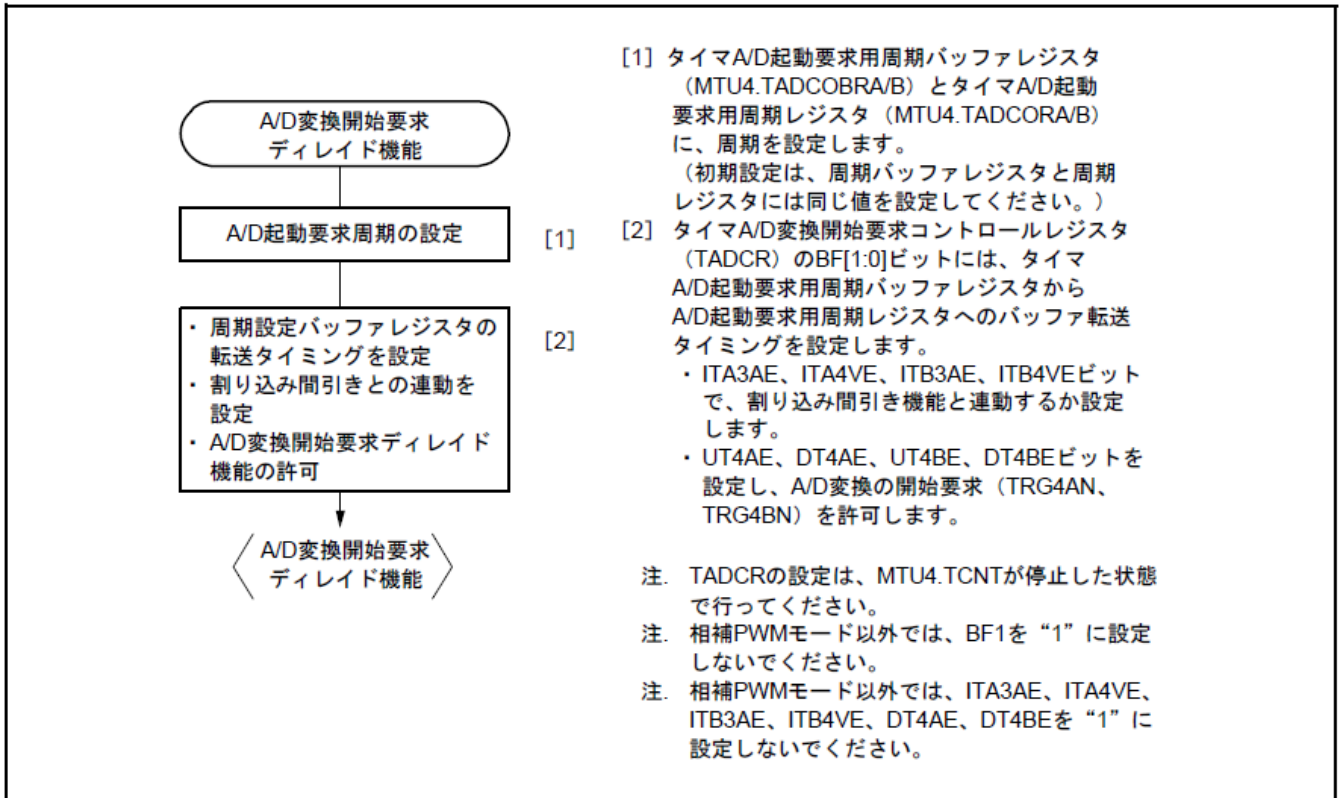 A/D変換開始要求
ディレイド機能
A/D起動要求周期の設定
[1]
・ 周期設定バッファレジスタの
転送タイミングを設定
・ 割り込み間引きとの連動を
設定
・ A/D変換開始要求ディレイド
機能の許可
[2]
A/D変換開始要求
ディレイド機能
[1] タイマA/D起動要求用周期バッファレジスタ
（MTU4.TADCOBRA/B）とタイマA/D起動
要求用周期レジスタ（MTU4.TADCORA/B）
に、周期を設定します。
（初期設定は、周期バッファレジスタと周期
レジスタには同じ値を設定してください。）
[2] タイマA/D変換開始要求コントロールレジスタ
（TADCR）のBF[1:0]ビットには、タイマ
A/D起動要求用周期バッファレジスタから
A/D起動要求用周期レジスタへのバッファ転送
タイミングを設定します。
・ ITA3AE、ITA4VE、ITB3AE、ITB4VEビット
で、割り込み間引き機能と連動するか設定
します。
・ UT4AE、DT4AE、UT4BE、DT4BEビットを
設定し、A/D変換の開始要求（TRG4AN、
TRG4BN）を許可します。
注. TADCRの設定は、MTU4.TCNTが停止した状態
で行ってください。
注. 相補PWMモード以外では、BF1を“1”に設定
しないでください。
注. 相補PWMモード以外では、ITA3AE、ITA4VE、
ITB3AE、ITB4VE、DT4AE、DT4BEを“1”に
設定しないでください。